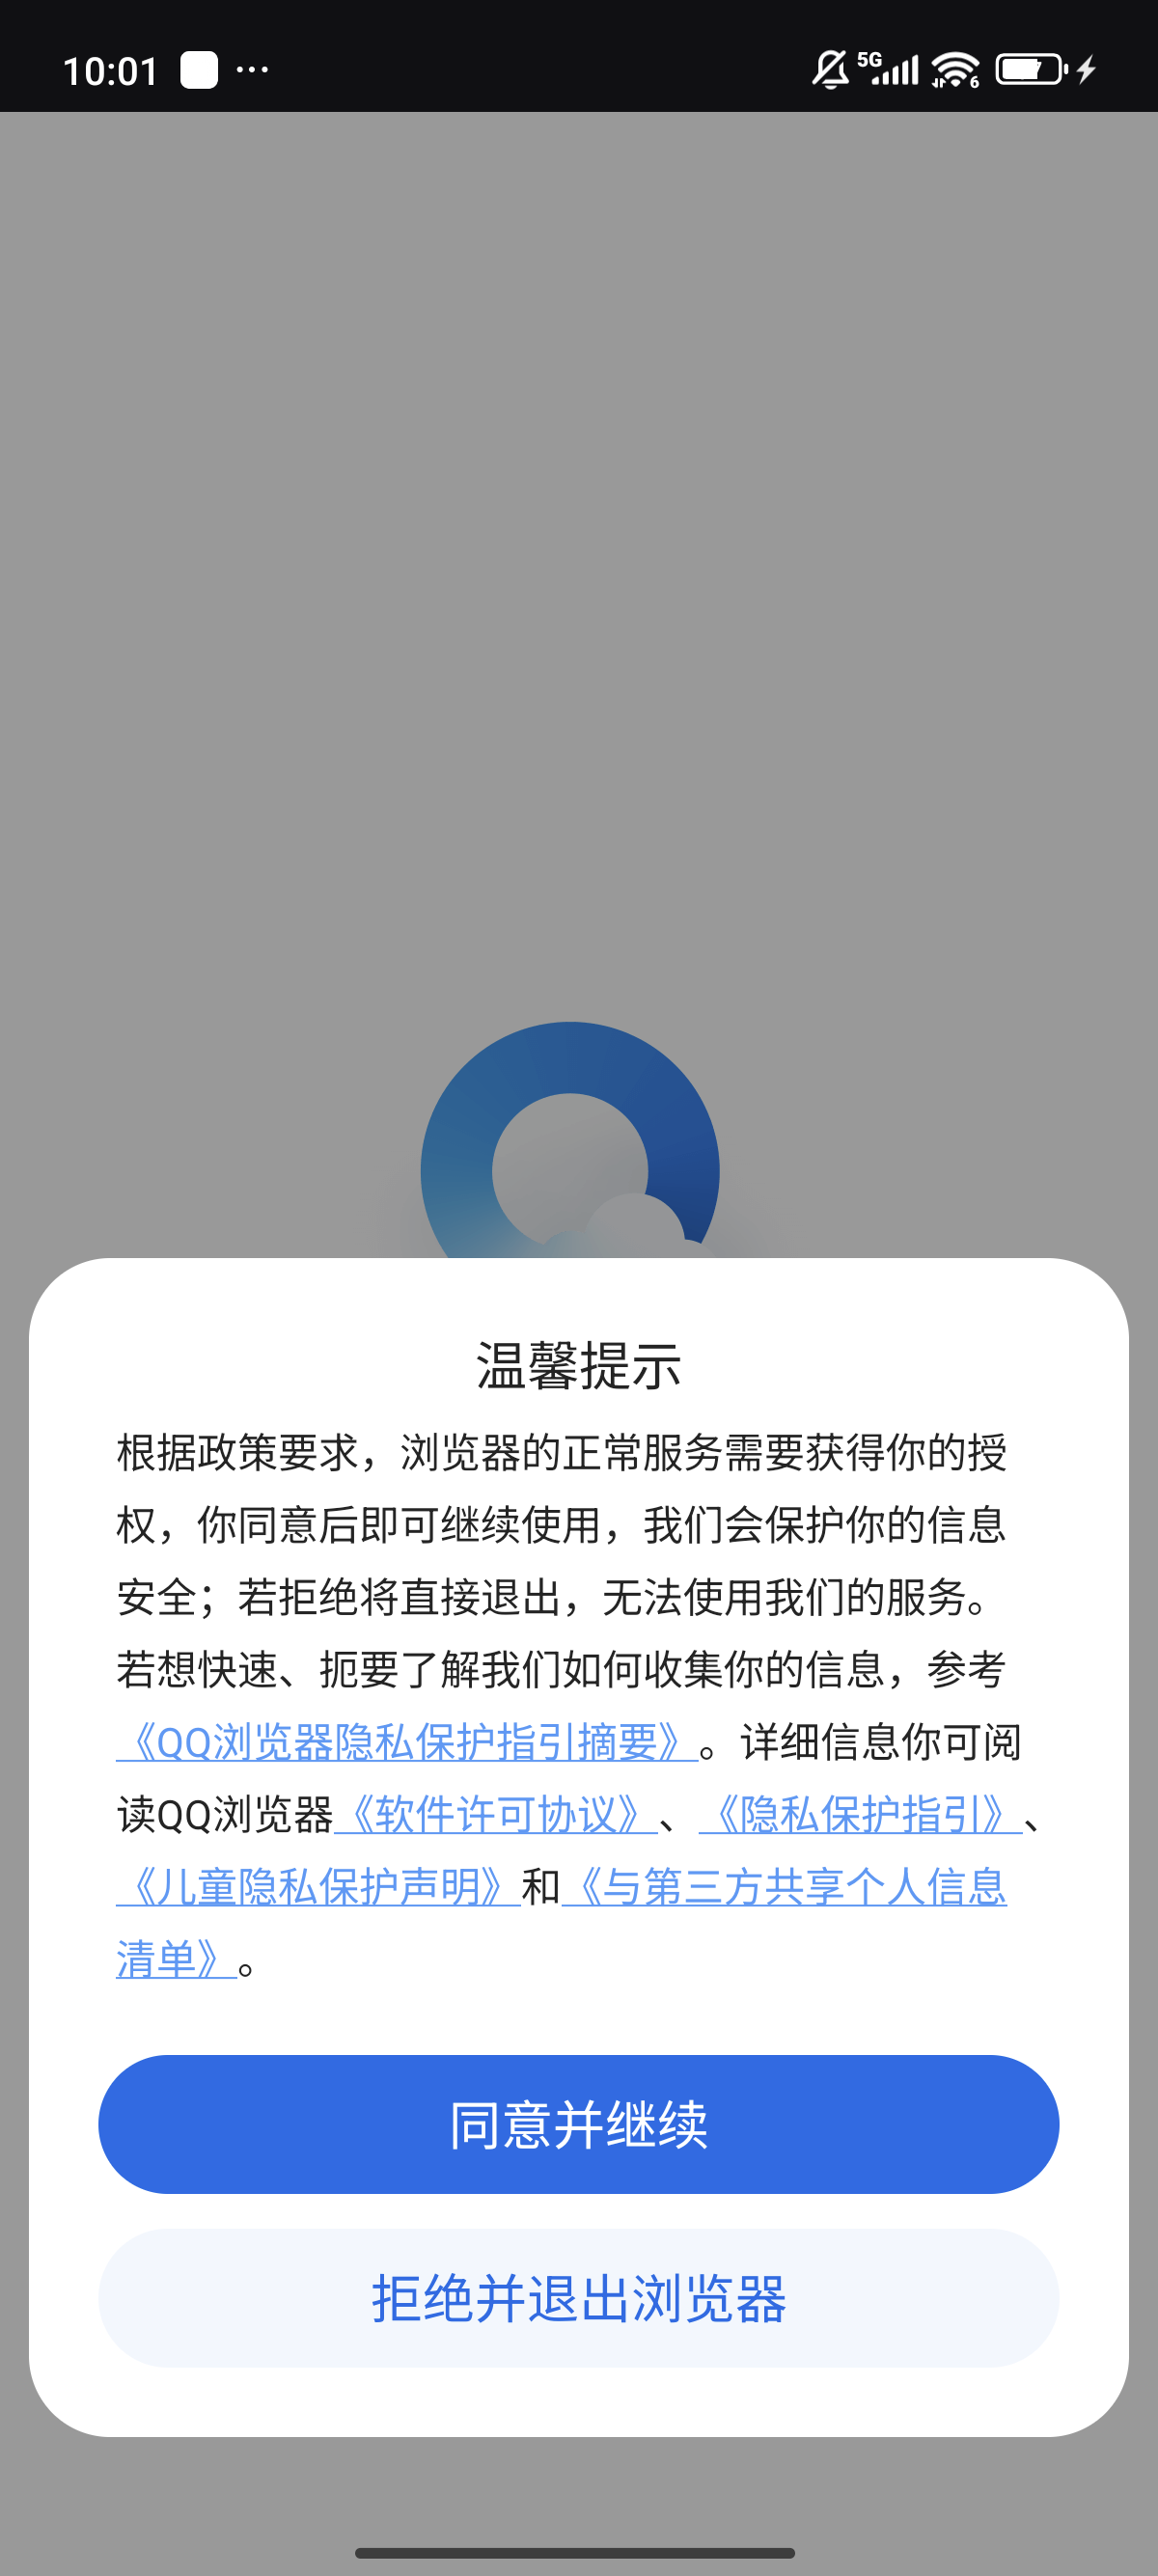 10:01
5G
6
温馨提示
根据政策要求，浏览器的正常服务需要获得你的授
权，你同意后即可继续使用，我们会保护你的信息
安全；若拒绝将直接退出，无法使用我们的服务。
若想快速、扼要了解我们如何收集你的信息，参考
《QQ浏览器隐私保护指引摘要》。详细信息你可阅
读QQ浏览器《软件许可协议》、《隐私保护指引》、
《儿童隐私保护声明》和《与第三方共享个人信息
清单》。
同意并继续
拒绝并退出浏览器